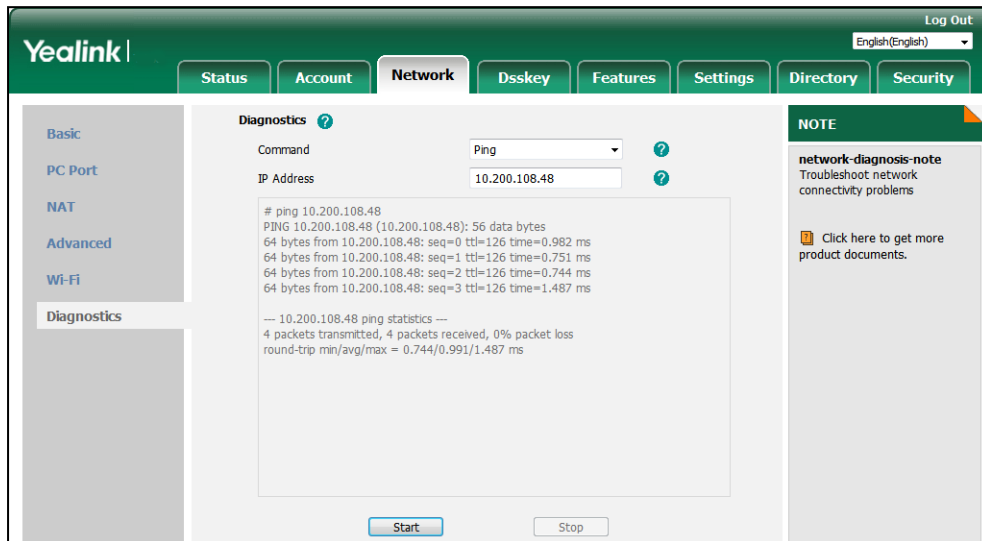 Log Out
Yealink
English(English)
Status Account Network Dsskey Features Settings Directory Security
Basic
PC Port
NAT
Advanced
Wi-Fi
Diagnostics
Diagnostics ?
Command Ping ?
IP Address 10.200.108.48 ?
# ping 10.200.108.48
PING 10.200.108.48 (10.200.108.48): 56 data bytes
64 bytes from 10.200.108.48: seq=0 ttl=126 time=0.982 ms
64 bytes from 10.200.108.48: seq=1 ttl=126 time=0.751 ms
64 bytes from 10.200.108.48: seq=2 ttl=126 time=0.744 ms
64 bytes from 10.200.108.48: seq=3 ttl=126 time=1.487 ms
--- 10.200.108.48 ping statistics ---
4 packets transmitted, 4 packets received, 0% packet loss
round-trip min/avg/max = 0.744/0.991/1.487 ms
Start Stop
NOTE
network-diagnosis-note
Troubleshoot network
connectivity problems
? Click here to get more
product documents.